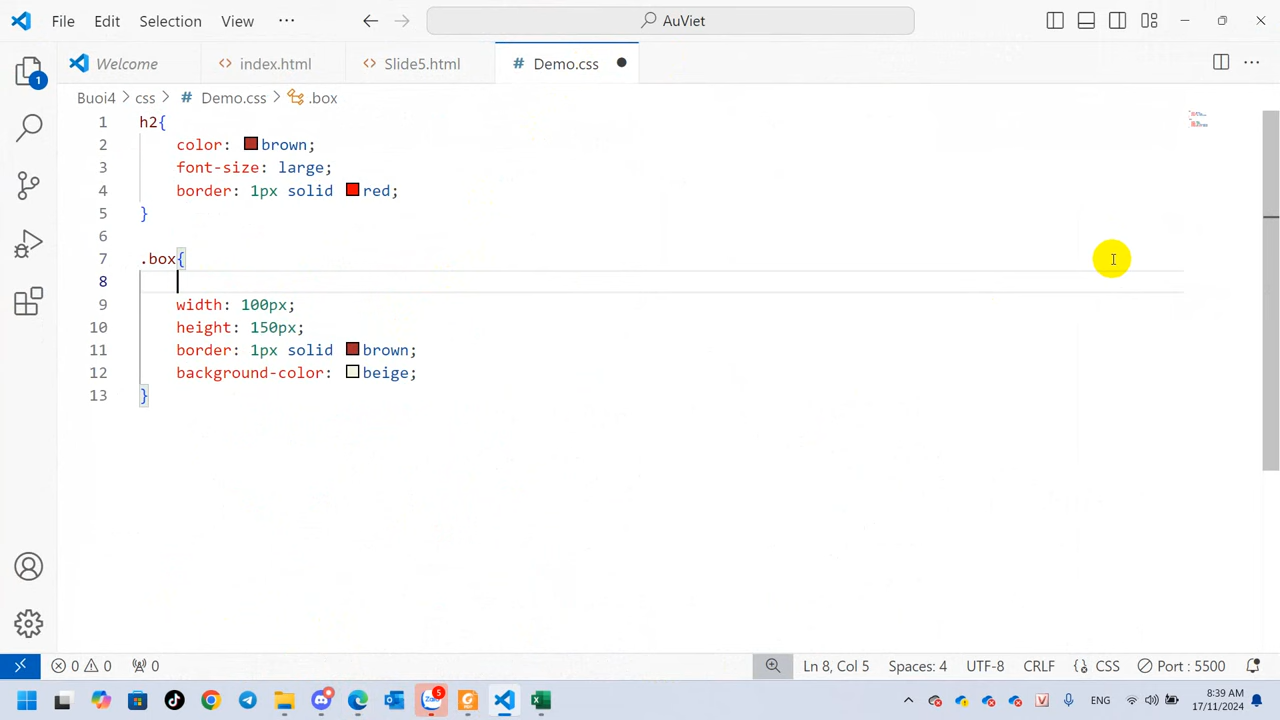 File Edit Selection View ··· AuViet
Welcome index.html Slide5.html Demo.css
Buoi4 > css > # Demo.css > .box
1 h2{
2 color: brown;
3 font-size: large;
4 border: 1px solid red;
5 }
6
7 .box{
8
9 width: 100px;
10 height: 150px;
11 border: 1px solid brown;
12 background-color: beige;
13 }
1
0 0 0 Ln 8, Col 5 Spaces: 4 UTF-8 CRLF CSS Port : 5500
Zalo 5 ENG 8:39 AM
17/11/2024